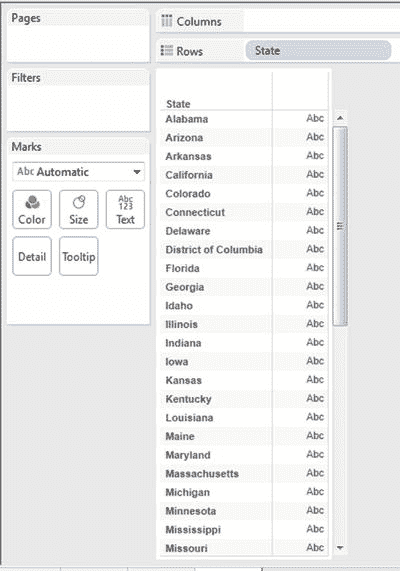 Pages
Columns
Rows
State
Filters
Marks
Abc Automatic
Color
Size
Abc
123
Text
Detail
Tooltip
State
Alabama Abc
Arizona Abc
Arkansas Abc
California Abc
Colorado Abc
Connecticut Abc
Delaware Abc
District of Columbia Abc
Florida Abc
Georgia Abc
Idaho Abc
Illinois Abc
Indiana Abc
Iowa Abc
Kansas Abc
Kentucky Abc
Louisiana Abc
Maine Abc
Maryland Abc
Massachusetts Abc
Michigan Abc
Minnesota Abc
Mississippi Abc
Missouri Abc